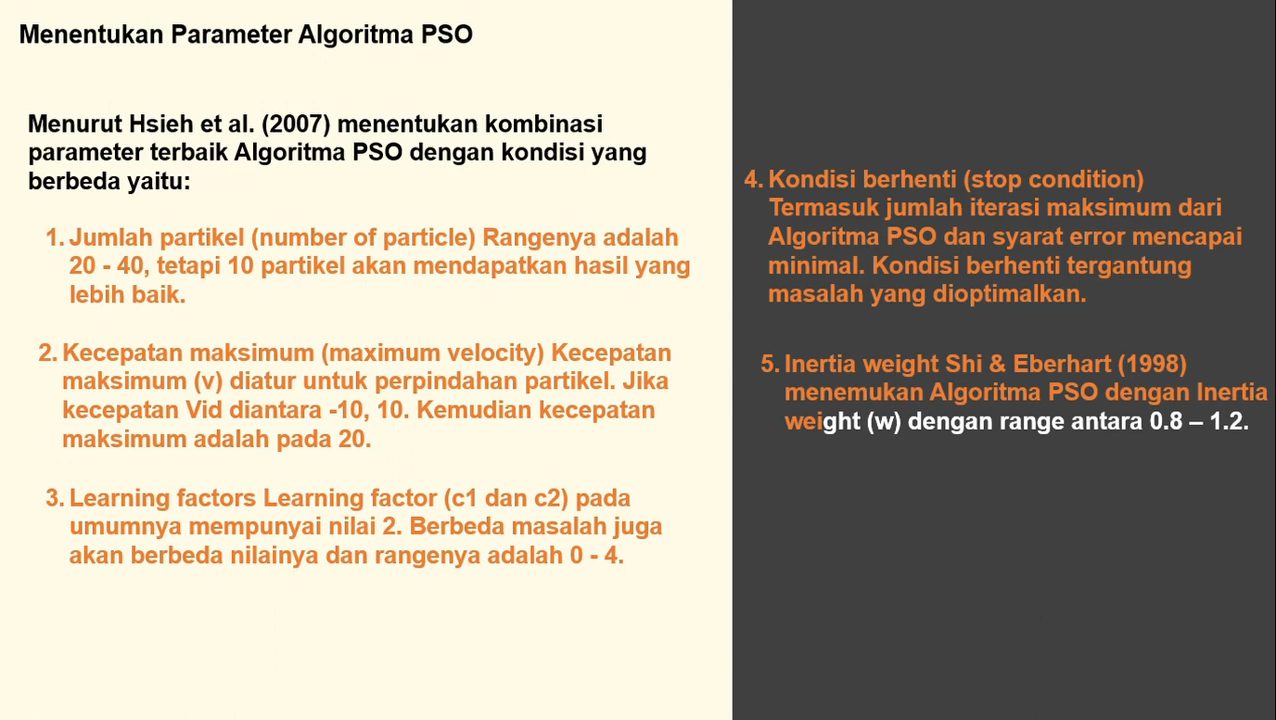 Menentukan Parameter Algoritma PSO
Menurut Hsieh et al. (2007) menentukan kombinasi
parameter terbaik Algoritma PSO dengan kondisi yang
berbeda yaitu:
1. Jumlah partikel (number of particle) Rangenya adalah
20 - 40, tetapi 10 partikel akan mendapatkan hasil yang
lebih baik.
2. Kecepatan maksimum (maximum velocity) Kecepatan
maksimum (v) diatur untuk perpindahan partikel. Jika
kecepatan Vid diantara -10, 10. Kemudian kecepatan
maksimum adalah pada 20.
3. Learning factors Learning factor (c1 dan c2) pada
umumnya mempunyai nilai 2. Berbeda masalah juga
akan berbeda nilainya dan rangenya adalah 0 - 4.
4. Kondisi berhenti (stop condition)
Termasuk jumlah iterasi maksimum dari
Algoritma PSO dan syarat error mencapai
minimal. Kondisi berhenti tergantung
masalah yang dioptimalkan.
5. Inertia weight Shi & Eberhart (1998)
menemukan Algoritma PSO dengan Inertia
weight (w) dengan range antara 0.8 – 1.2.